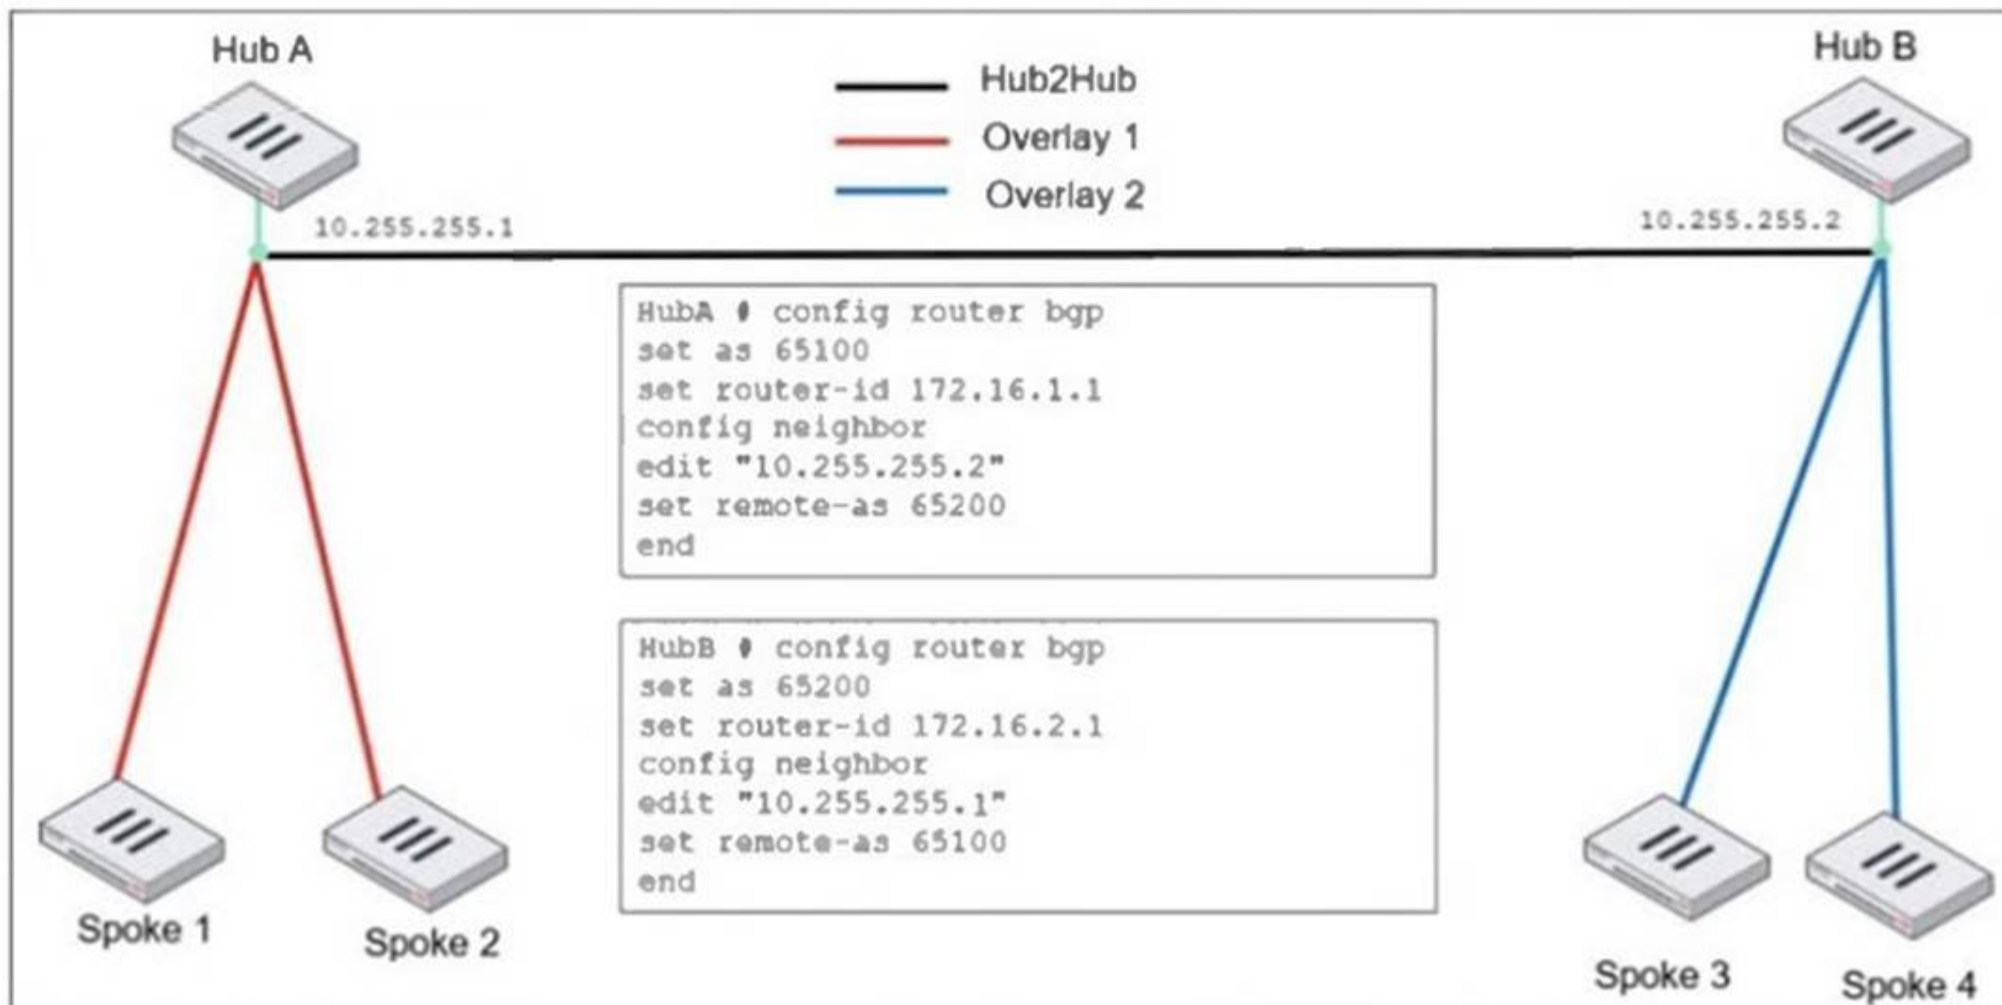 Hub A
Hub B
Hub2Hub
Overlay 1
Overlay 2
10.255.255.1
10.255.255.2
HubA # config router bgp
set as 65100
set router-id 172.16.1.1
config neighbor
edit "10.255.255.2"
set remote-as 65200
end
HubB # config router bgp
set as 65200
set router-id 172.16.2.1
config neighbor
edit "10.255.255.1"
set remote-as 65100
end
Spoke 1
Spoke 2
Spoke 3
Spoke 4